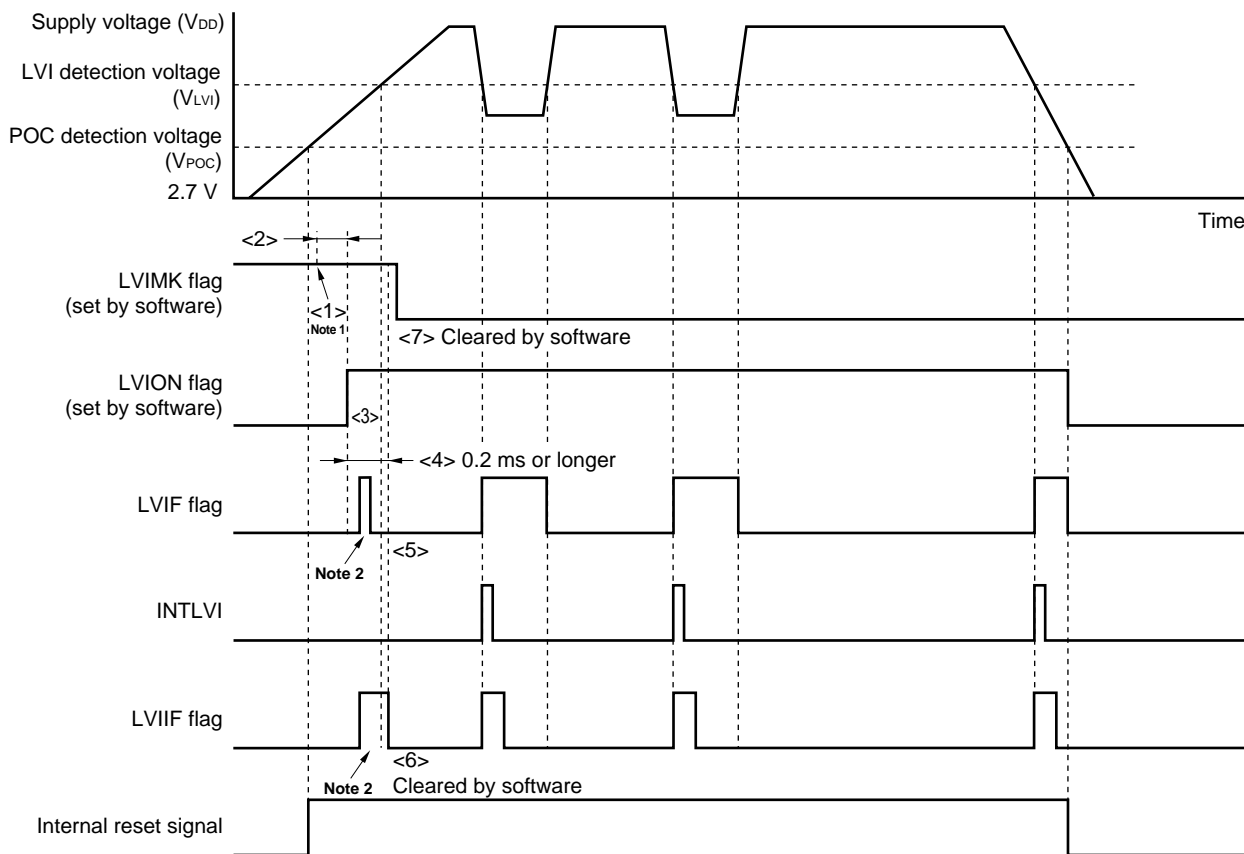 Supply voltage (VDD)
LVI detection voltage
(VLVI)
POC detection voltage
(VPOC)
2.7 V
Time
<2>
LVIMK flag
(set by software)
<1>
Note 1
<7> Cleared by software
LVION flag
(set by software)
<3>
<4> 0.2 ms or longer
LVIF flag
<5>
Note 2
INTLVI
LVIIF flag
<6>
Note 2
Cleared by software
Internal reset signal